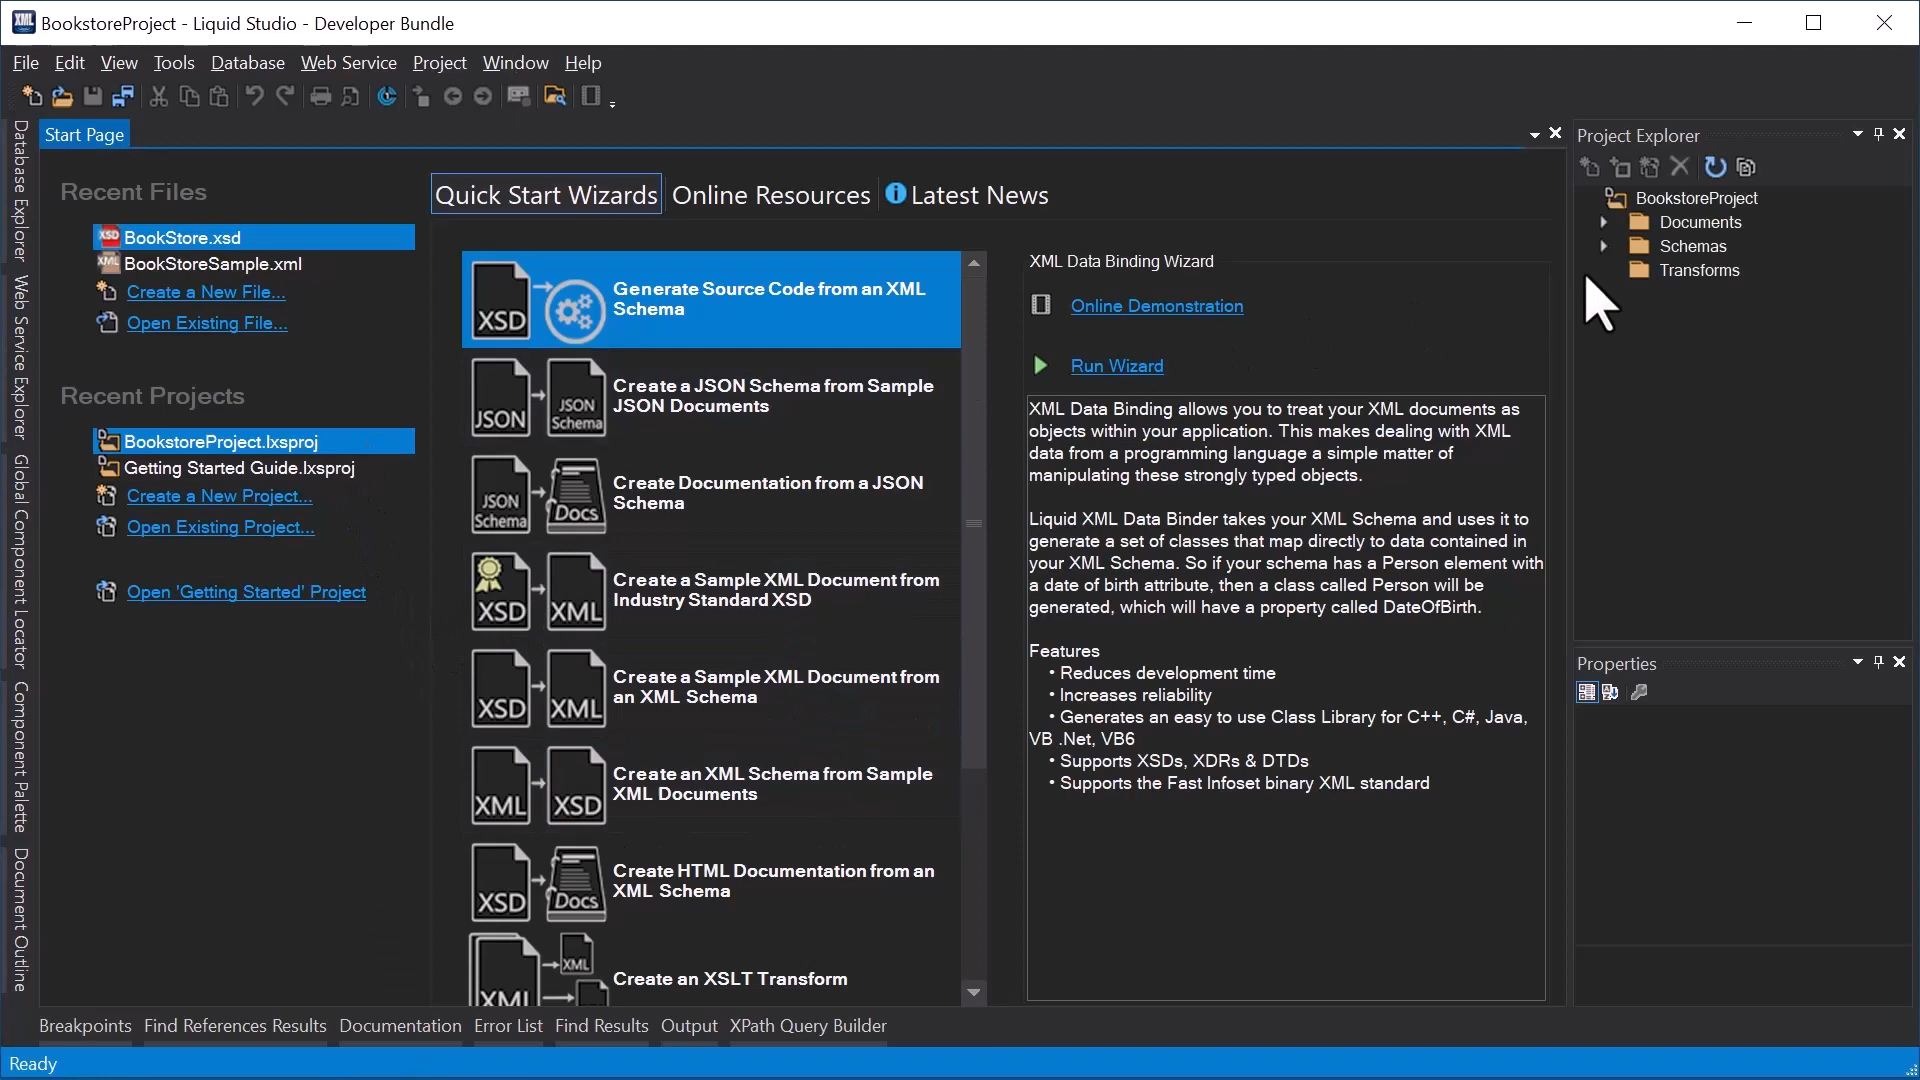 BookstoreProject - Liquid Studio - Developer Bundle
File Edit View Tools Database Web Service Project Window Help
Database Explorer
Web Service Explorer
Global Component Locator
Component Palette
Document Outline
Start Page
Recent Files
BookStore.xsd
BookStoreSample.xml
Create a New File...
Open Existing File...
Recent Projects
BookstoreProject.lxsproj
Getting Started Guide.lxsproj
Create a New Project...
Open Existing Project...
Open 'Getting Started' Project
Quick Start Wizards Online Resources Latest News
XSD
Generate Source Code from an XML
Schema
JSON JSON Schema
Create a JSON Schema from Sample
JSON Documents
JSON Schema Docs
Create Documentation from a JSON
Schema
XSD XML
Create a Sample XML Document from
Industry Standard XSD
XSD XML
Create a Sample XML Document from
an XML Schema
XML XSD
Create an XML Schema from Sample
XML Documents
XSD Docs
Create HTML Documentation from an
XML Schema
XML XML
Create an XSLT Transform
XML Data Binding Wizard
Online Demonstration
Run Wizard
XML Data Binding allows you to treat your XML documents as
objects within your application. This makes dealing with XML
data from a programming language a simple matter of
manipulating these strongly typed objects.
Liquid XML Data Binder takes your XML Schema and uses it to
generate a set of classes that map directly to data contained in
your XML Schema. So if your schema has a Person element with
a date of birth attribute, then a class called Person will be
generated, which will have a property called DateOfBirth.
Features
• Reduces development time
• Increases reliability
• Generates an easy to use Class Library for C++, C#, Java,
VB .Net, VB6
• Supports XSDs, XDRs & DTDs
• Supports the Fast Infoset binary XML standard
Project Explorer
BookstoreProject
Documents
Schemas
Transforms
Properties
Breakpoints Find References Results Documentation Error List Find Results Output XPath Query Builder
Ready